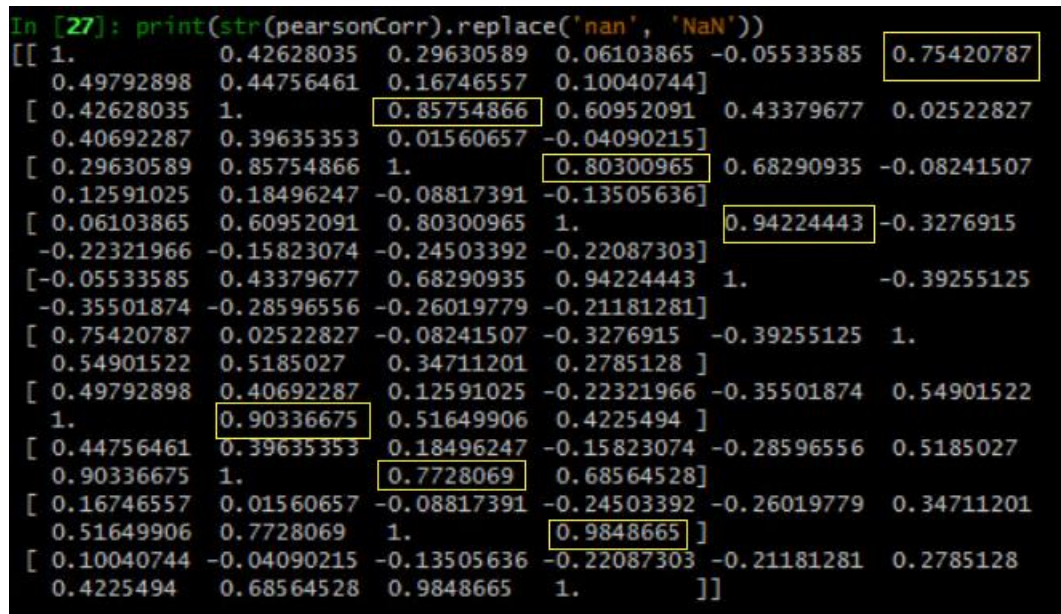 In [27]: print(str(pearsonCorr).replace('nan', 'NaN'))
[[ 1.          0.42628035  0.29630589  0.06103865 -0.05533585  0.75420787
   0.49792898  0.44756461  0.16746557  0.10040744]
 [ 0.42628035  1.          0.85754866  0.60952091  0.43379677  0.02522827
   0.40692287  0.39635353  0.01560657 -0.04090215]
 [ 0.29630589  0.85754866  1.          0.80300965  0.68290935 -0.08241507
   0.12591025  0.18496247 -0.08817391 -0.13505636]
 [ 0.06103865  0.60952091  0.80300965  1.          0.94224443 -0.3276915
  -0.22321966 -0.15823074 -0.24503392 -0.22087303]
 [-0.05533585  0.43379677  0.68290935  0.94224443  1.         -0.39255125
  -0.35501874 -0.28596556 -0.26019779 -0.21181281]
 [ 0.75420787  0.02522827 -0.08241507 -0.3276915  -0.39255125  1.
   0.54901522  0.5185027   0.34711201  0.2785128 ]
 [ 0.49792898  0.40692287  0.12591025 -0.22321966 -0.35501874  0.54901522
   1.          0.90336675  0.51649906  0.4225494 ]
 [ 0.44756461  0.39635353  0.18496247 -0.15823074 -0.28596556  0.5185027
   0.90336675  1.          0.7728069   0.68564528]
 [ 0.16746557  0.01560657 -0.08817391 -0.24503392 -0.26019779  0.34711201
   0.51649906  0.7728069   1.          0.9848665 ]
 [ 0.10040744 -0.04090215 -0.13505636 -0.22087303 -0.21181281  0.2785128
   0.4225494   0.68564528  0.9848665   1.        ]]